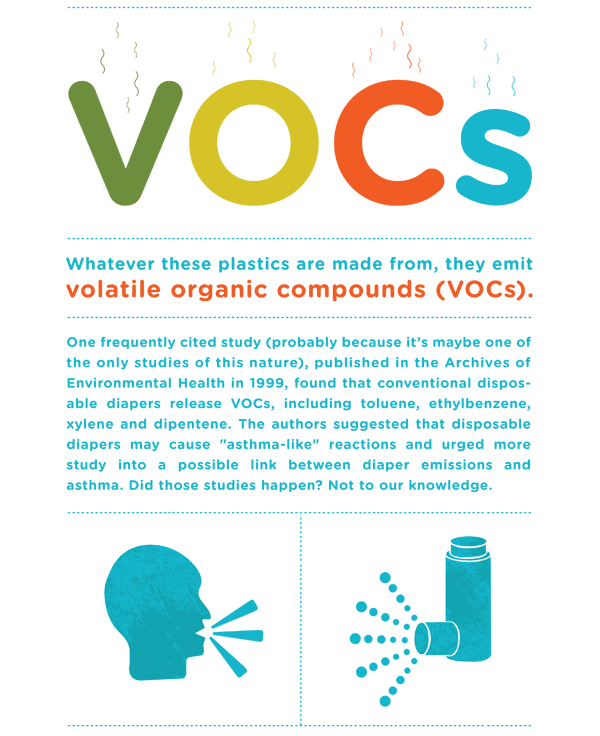 VOCs
Whatever these plastics are made from, they emit
volatile organic compounds (VOCs).
One frequently cited study (probably because it's maybe one of
the only studies of this nature), published in the Archives of
Environmental Health in 1999, found that conventional dispos-
able diapers release VOCs, including toluene, ethylbenzene,
xylene and dipentene. The authors suggested that disposable
diapers may cause "asthma-like" reactions and urged more
study into a possible link between diaper emissions and
asthma. Did those studies happen? Not to our knowledge.